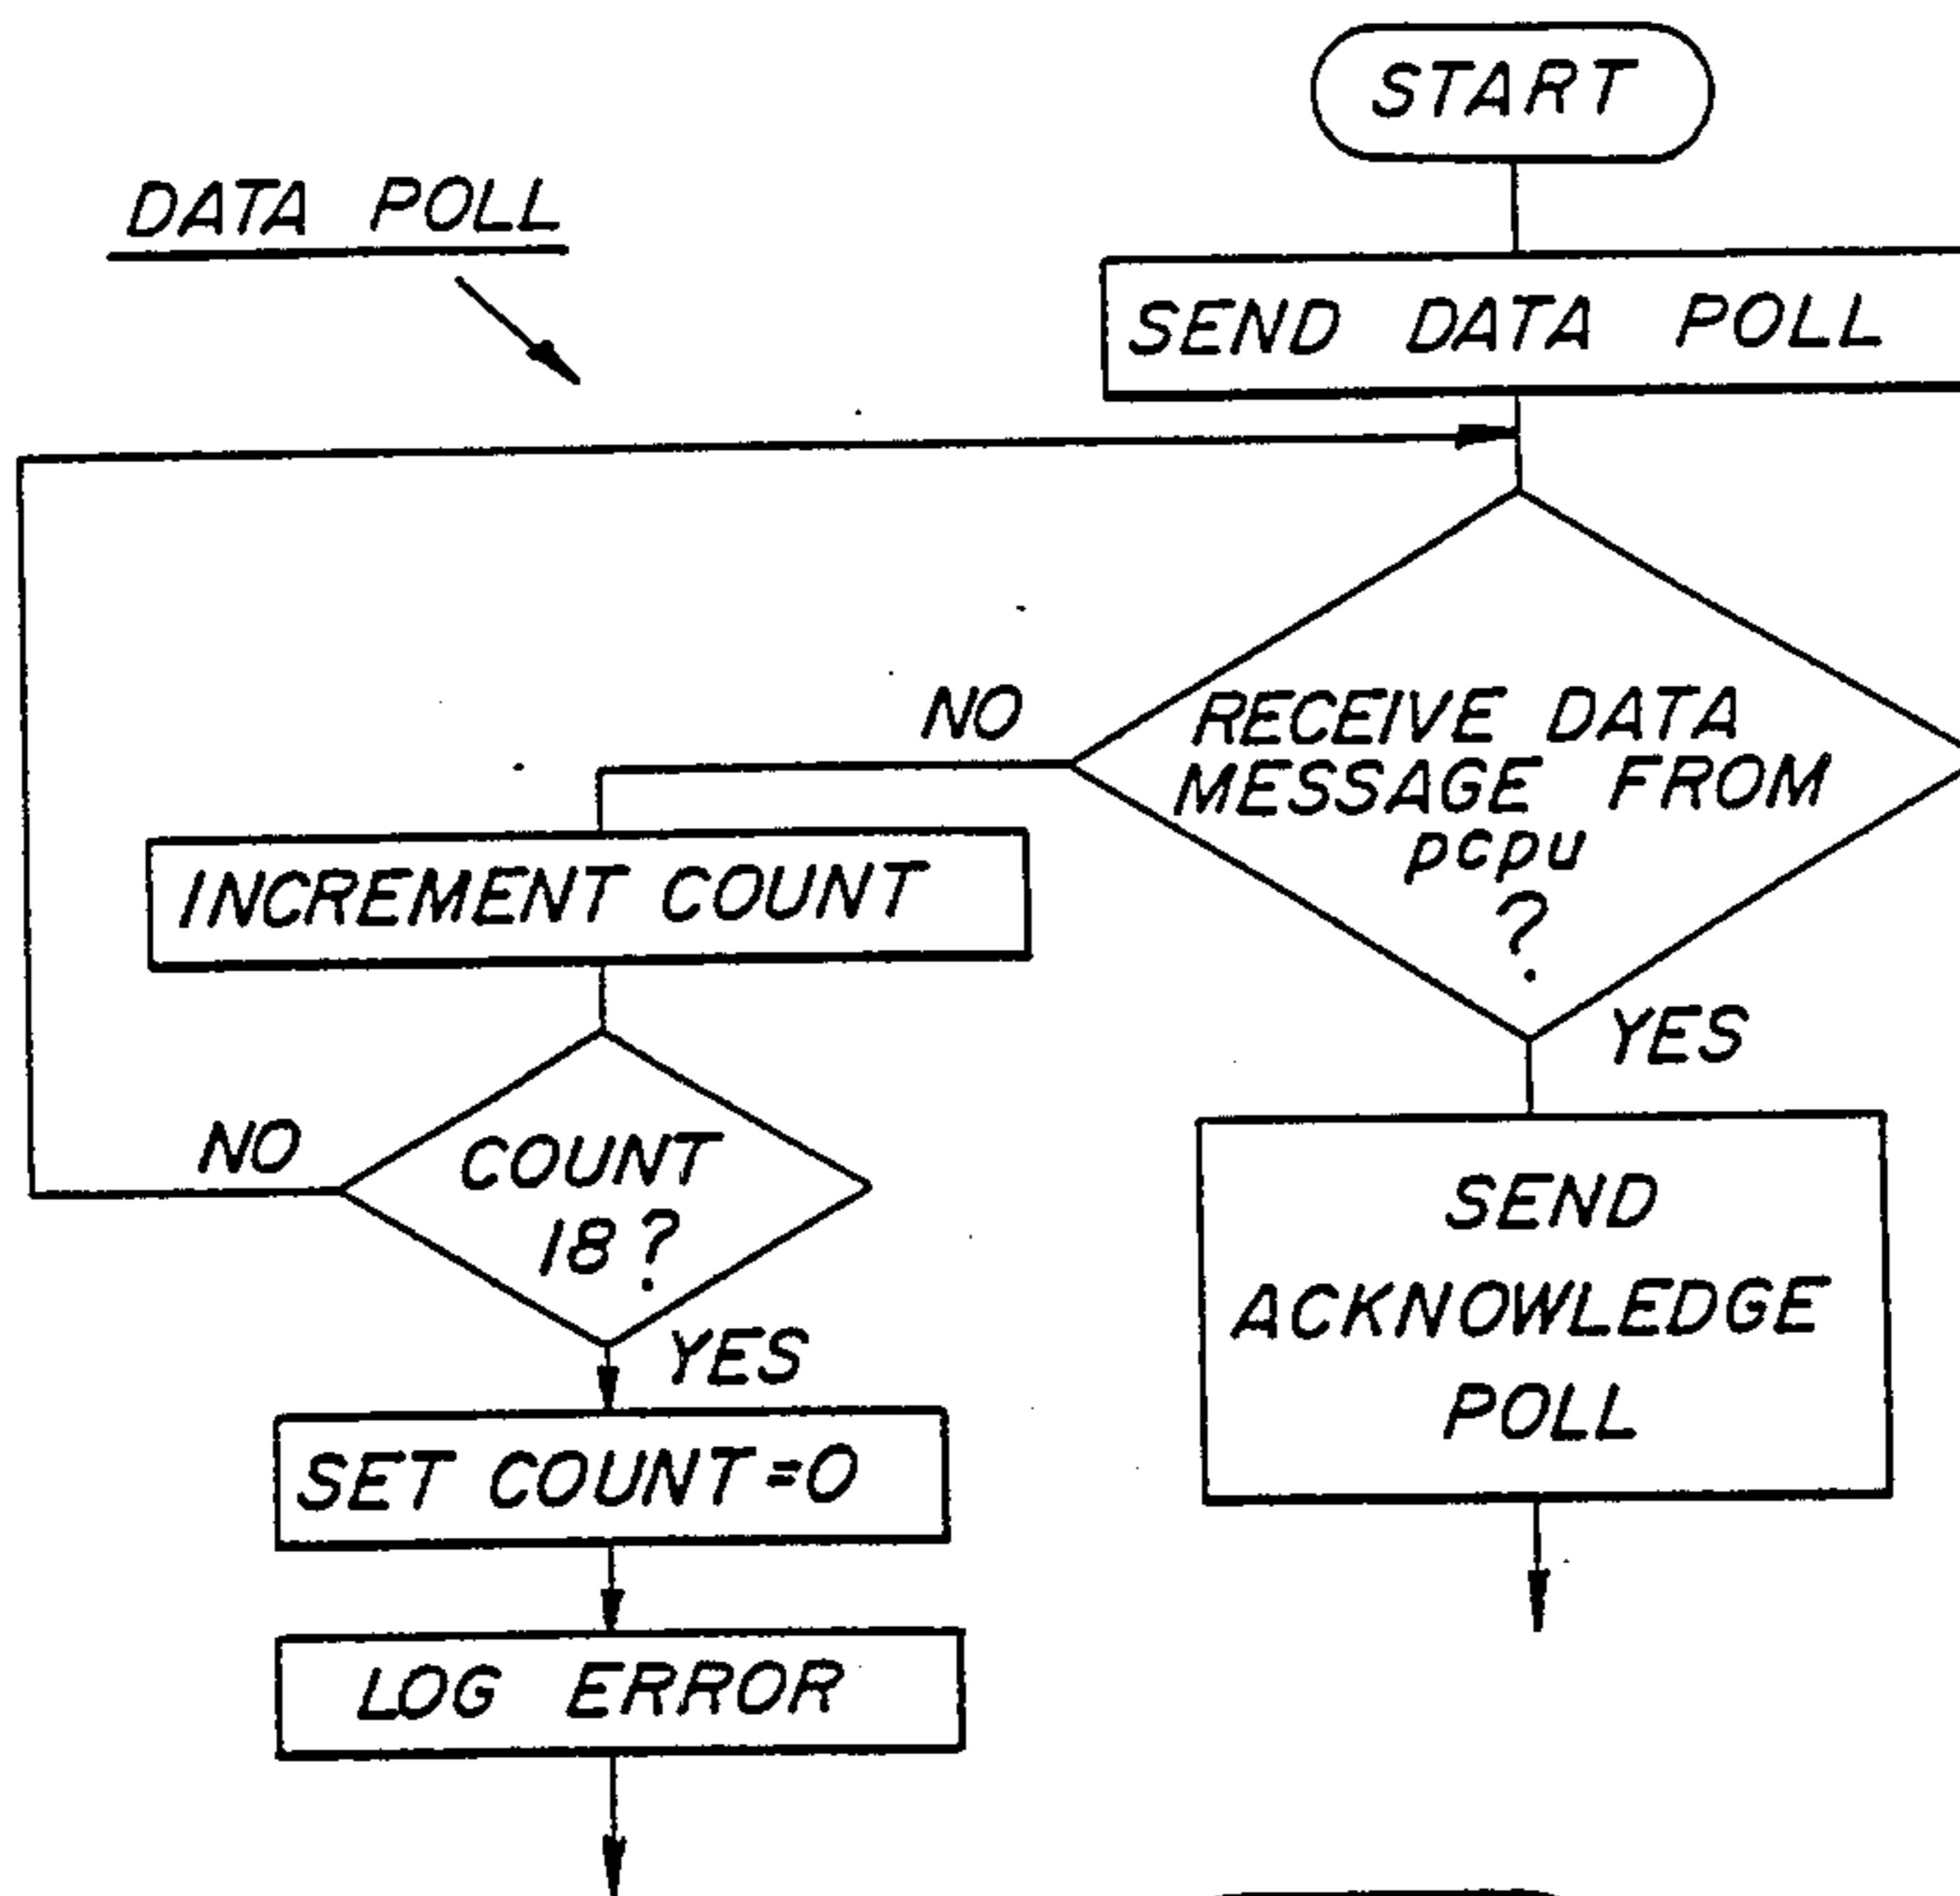 START
DATA POLL
SEND DATA POLL
RECEIVE DATA
MESSAGE FROM
pcpu
?
NO
INCREMENT COUNT
YES
NO
COUNT
18?
YES
SEND
ACKNOWLEDGE
POLL
SET COUNT=0
LOG ERROR